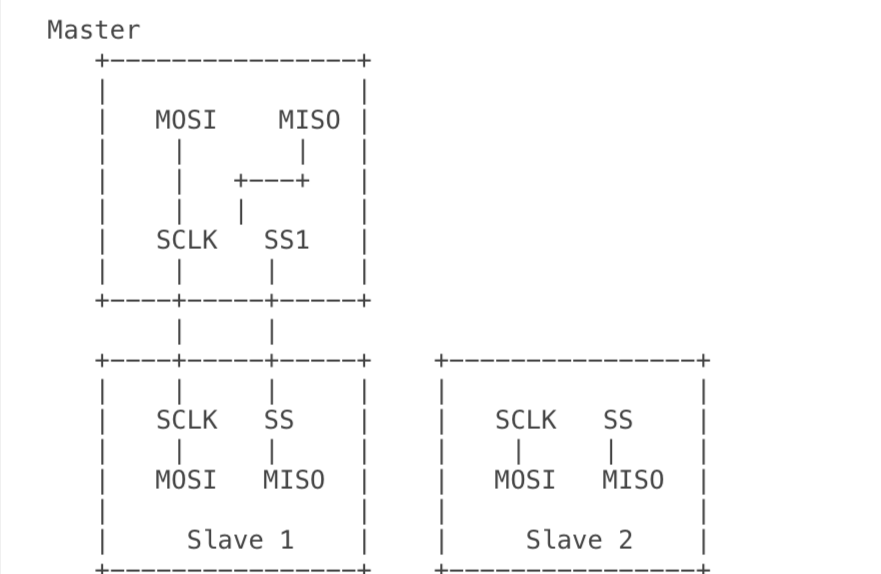 Master
MOSI MISO
SCLK SS1
SCLK SS SCLK SS
MOSI MISO MOSI MISO
Slave 1 Slave 2